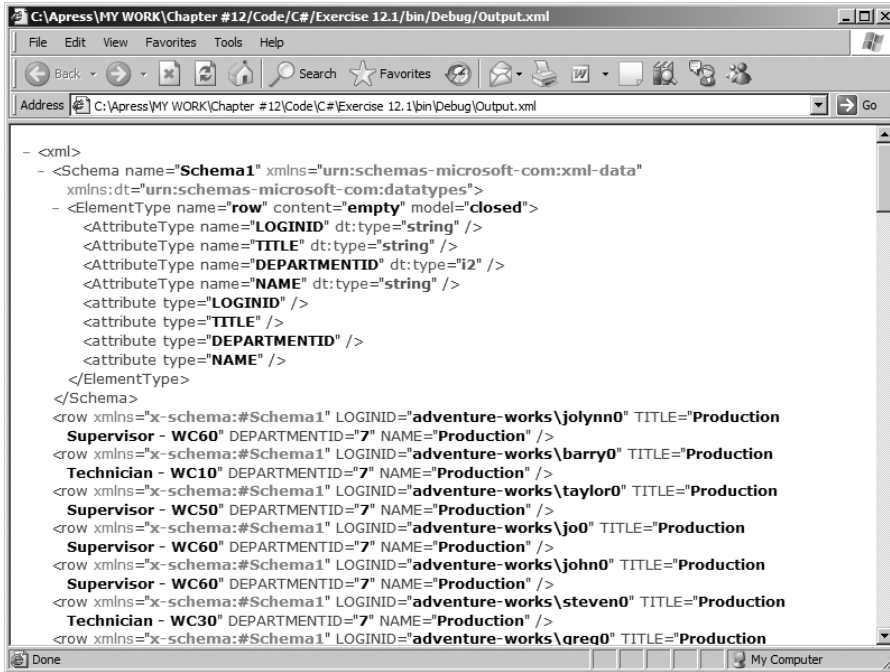 C:\Apress\MY WORK\Chapter #12/Code/C#/Exercise 12.1/bin/Debug/Output.xml
File Edit View Favorites Tools Help
Back Search Favorites
Address C:\Apress\MY WORK\Chapter #12\Code\C#\Exercise 12.1\bin\Debug\Output.xml Go
- <xml>
- <Schema name="Schema1" xmlns="urn:schemas-microsoft-com:xml-data"
xmlns:dt="urn:schemas-microsoft-com:datatypes">
- <ElementType name="row" content="empty" model="closed">
<AttributeType name="LOGINID" dt:type="string" />
<AttributeType name="TITLE" dt:type="string" />
<AttributeType name="DEPARTMENTID" dt:type="i2" />
<AttributeType name="NAME" dt:type="string" />
<attribute type="LOGINID" />
<attribute type="TITLE" />
<attribute type="DEPARTMENTID" />
<attribute type="NAME" />
</ElementType>
</Schema>
<row xmlns="x-schema:#Schema1" LOGINID="adventure-works\jolynn0" TITLE="Production
Supervisor - WC60" DEPARTMENTID="7" NAME="Production" />
<row xmlns="x-schema:#Schema1" LOGINID="adventure-works\barry0" TITLE="Production
Technician - WC10" DEPARTMENTID="7" NAME="Production" />
<row xmlns="x-schema:#Schema1" LOGINID="adventure-works\taylor0" TITLE="Production
Supervisor - WC50" DEPARTMENTID="7" NAME="Production" />
<row xmlns="x-schema:#Schema1" LOGINID="adventure-works\jo0" TITLE="Production
Supervisor - WC60" DEPARTMENTID="7" NAME="Production" />
<row xmlns="x-schema:#Schema1" LOGINID="adventure-works\john0" TITLE="Production
Supervisor - WC60" DEPARTMENTID="7" NAME="Production" />
<row xmlns="x-schema:#Schema1" LOGINID="adventure-works\steven0" TITLE="Production
Technician - WC30" DEPARTMENTID="7" NAME="Production" />
<row xmlns="x-schema:#Schema1" LOGINID="adventure-works\greg0" TITLE="Production
Done My Computer